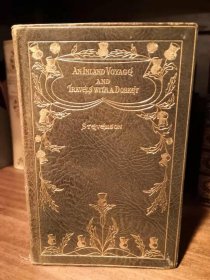 AN INLAND VOYAGE
AND
TRAVELS WITH A DONKEY
STEVENSON